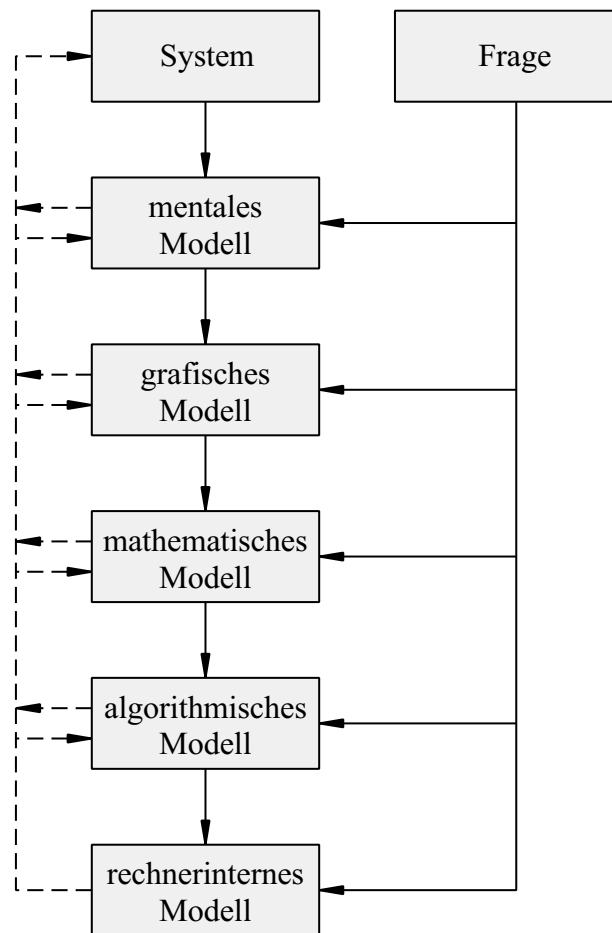 System
Frage
mentales
Modell
grafisches
Modell
mathematisches
Modell
algorithmisches
Modell
rechnerinternes
Modell